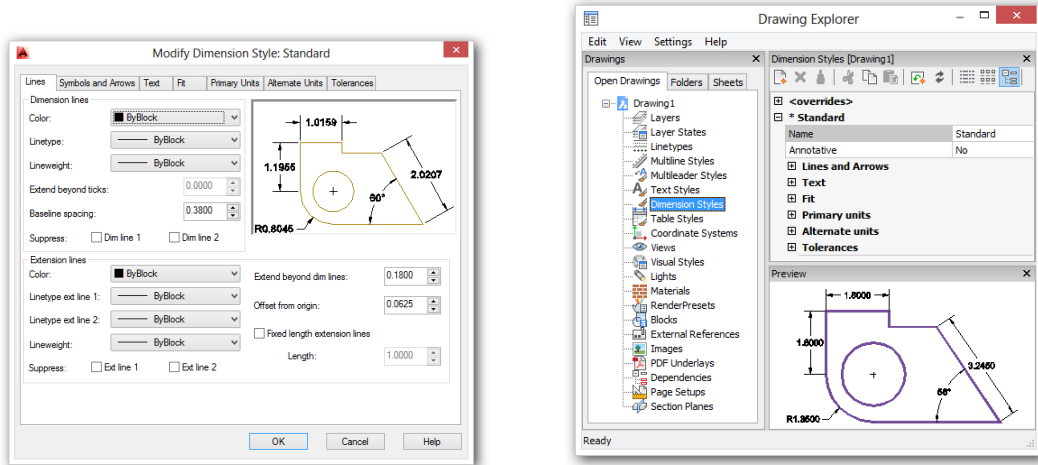 Modify Dimension Style: Standard
Lines Symbols and Arrows Text Fit Primary Units Alternate Units Tolerances
Dimension lines
Color: ByBlock
Linetype: ByBlock
Lineweight: ByBlock
Extend beyond ticks: 0.0000
Baseline spacing: 0.3800
Suppress: Dim line 1 Dim line 2
1.0159
1.1955
2.0207
60°
R0.8045
Extension lines
Color: ByBlock
Linetype ext line 1: ByBlock
Linetype ext line 2: ByBlock
Lineweight: ByBlock
Suppress: Ext line 1 Ext line 2
Extend beyond dim lines: 0.1800
Offset from origin: 0.0625
Fixed length extension lines
Length: 1.0000
OK Cancel Help
Drawing Explorer
Edit View Settings Help
Drawings
Open Drawings Folders Sheets
Drawing1
Layers
Layer States
Linetypes
Multiline Styles
Multileader Styles
Text Styles
Dimension Styles
Table Styles
Coordinate Systems
Views
Visual Styles
Lights
Materials
RenderPresets
Blocks
External References
Images
PDF Underlays
Dependencies
Page Setups
Section Planes
Dimension Styles [Drawing1]
<overrides>
* Standard
Name Standard
Annotative No
Lines and Arrows
Text
Fit
Primary units
Alternate units
Tolerances
Preview
1.6000
1.6000
3.2450
R1.3500
Ready